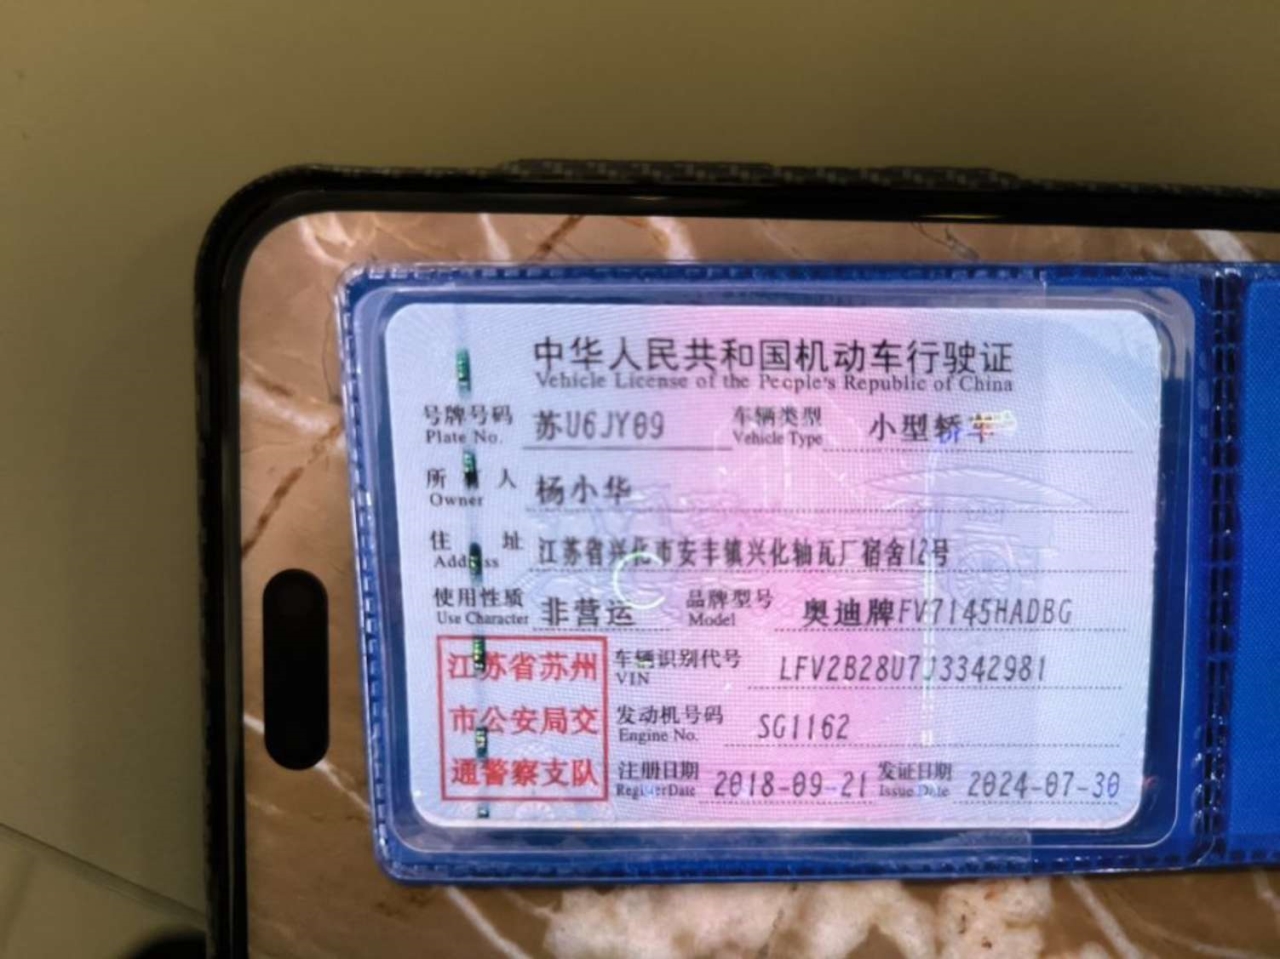 中华人民共和国机动车行驶证
Vehicle License of the People's Republic of China
号牌号码 苏U6JY09 车辆类型 小型轿车
Plate No. Vehicle Type
所有人 杨小华
Owner
住址 江苏省兴化市安丰镇兴化轴瓦厂宿舍12号
Address
使用性质 非营运 品牌型号 奥迪牌FV7145HADBG
Use Character Model
江苏省苏州 车辆识别代号 LFV2B28U7J3342981
VIN
市公安局交 发动机号码 SG1162
Engine No.
通警察支队 注册日期 2018-09-21 发证日期 2024-07-30
Register Date Issue Date